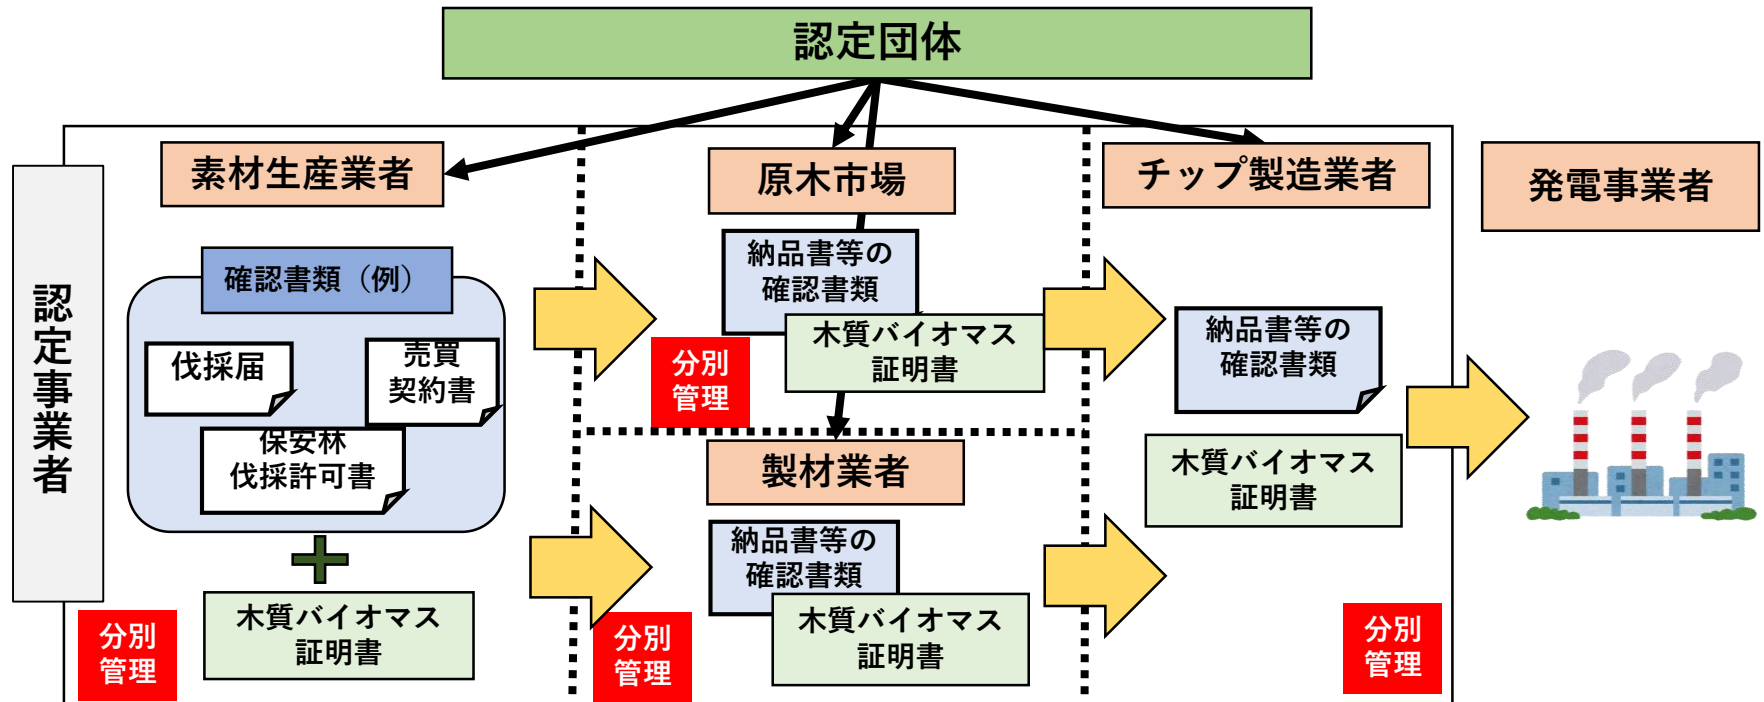 認定団体
認定事業者
素材生産業者
確認書類（例）
伐採届
売買
契約書
保安林
伐採許可書
木質バイオマス
証明書
分別
管理
原木市場
納品書等の
確認書類
木質バイオマス
証明書
分別
管理
製材業者
納品書等の
確認書類
木質バイオマス
証明書
分別
管理
チップ製造業者
納品書等の
確認書類
木質バイオマス
証明書
分別
管理
発電事業者